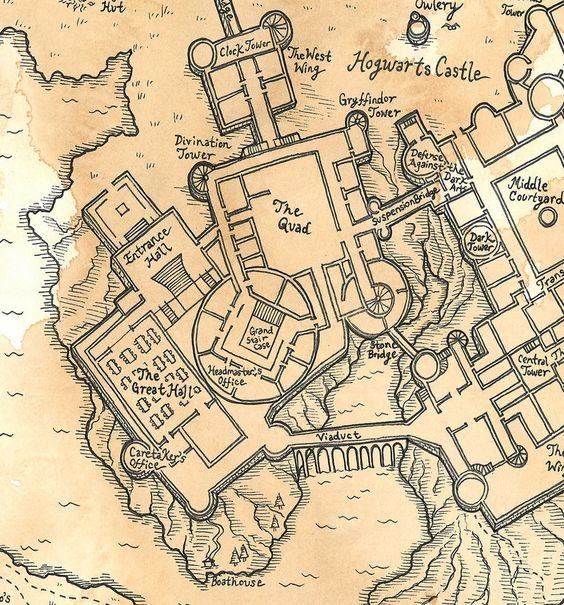 Hut
Owlery
Tower
Clock Tower
The West
Wing
Hogwarts Castle
Gryffindor
Tower
Divination
Tower
Defense
Against
the
Dark
Arts
Middle
Courtyard
The
Quad
Suspension Bridge
Entrance
Hall
Dark
Tower
Trans
Grand
Stair
Case
Stone
Bridge
Headmaster's
Office
Central
Tower
Th
The
Great Hall
Viaduct
Caretaker's
Office
The
Win
Boathouse
o's